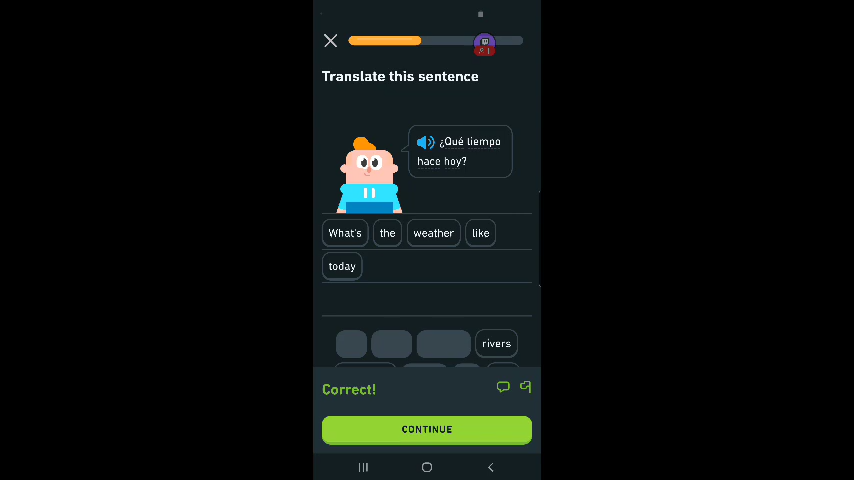 Translate this sentence
¿Qué tiempo
hace hoy?
What's the weather like
today
rivers
Correct!
CONTINUE